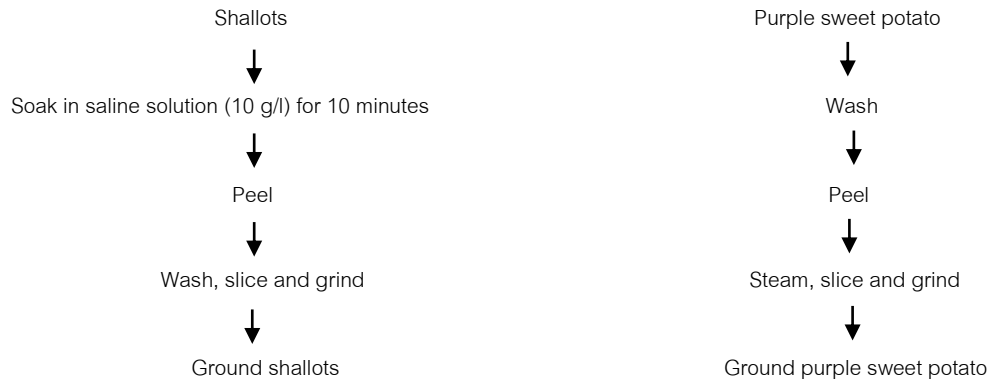 Shallots
Soak in saline solution (10 g/l) for 10 minutes
Peel
Wash, slice and grind
Ground shallots
Purple sweet potato
Wash
Peel
Steam, slice and grind
Ground purple sweet potato